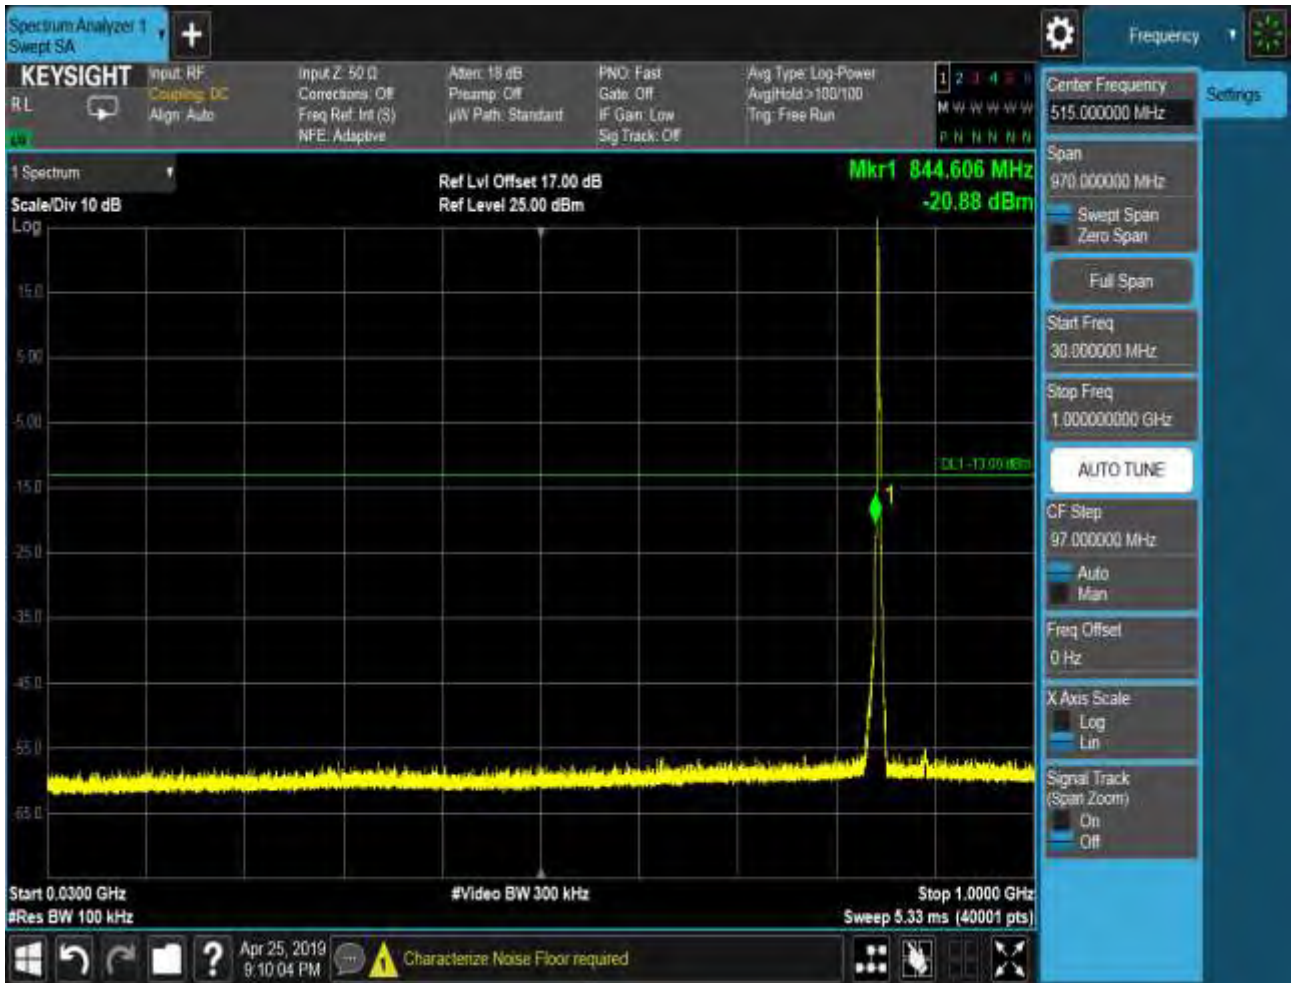 Spectrum Analyzer 1
Swept SA
+
Frequency
KEYSIGHT
RL
Input: RF
Coupling: DC
Align: Auto
Input Z: 50 Ω
Corrections: Off
Freq Ref: Int (S)
NFE: Adaptive
Atten: 18 dB
Preamp: Off
µW Path: Standard
PNO: Fast
Gate: Off
IF Gain: Low
Sig Track: Off
Avg Type: Log-Power
Avg|Hold:>100/100
Trig: Free Run
1 2 3 4 5 6
M W W W W W
P N N N N N
1 Spectrum
Scale/Div 10 dB
Log
Ref Lvl Offset 17.00 dB
Ref Level 25.00 dBm
Mkr1 844.606 MHz
-20.88 dBm
15.0
5.00
-5.00
-15.0
-25.0
-35.0
-45.0
-55.0
-65.0
DL1 -13.00 dBm
1
Start 0.0300 GHz
#Res BW 100 kHz
#Video BW 300 kHz
Stop 1.0000 GHz
Sweep 5.33 ms (40001 pts)
Center Frequency
515.000000 MHz
Settings
Span
970.000000 MHz
Swept Span
Zero Span
Full Span
Start Freq
30.000000 MHz
Stop Freq
1.000000000 GHz
AUTO TUNE
CF Step
97.000000 MHz
Auto
Man
Freq Offset
0 Hz
X Axis Scale
Log
Lin
Signal Track
(Span Zoom)
On
Off
?
Apr 25, 2019
9:10:04 PM
Characterize Noise Floor required